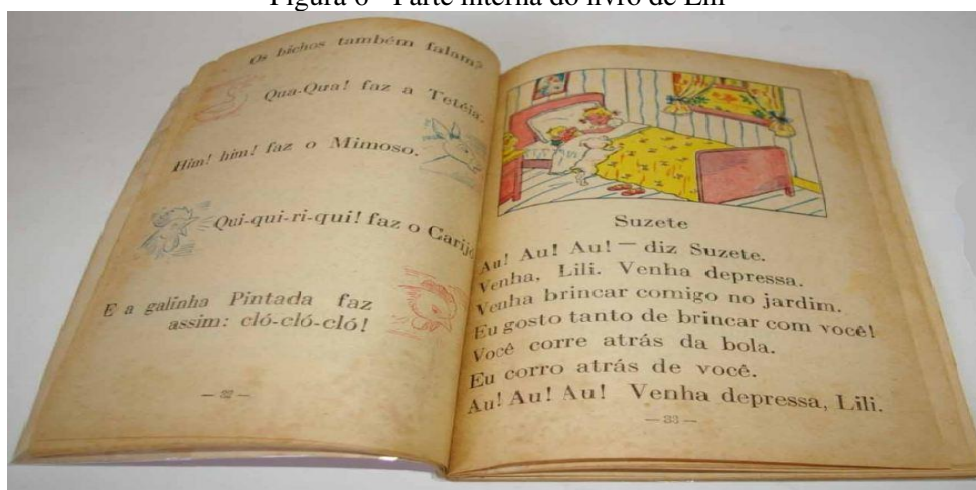 Figura 6 - Parte interna do livro de Lili
Os bichos também falam?
Qua-Qua! faz a Tetéia.
Him! him! faz o Mimoso.
Qui-qui-ri-qui! faz o Carijó
E a galinha Pintada faz
assim: cló-cló-cló!
— 32 —
Suzete
Au! Au! Au! — diz Suzete.
Venha, Lili. Venha depressa.
Venha brincar comigo no jardim.
Eu gosto tanto de brincar com você!
Você corre atrás da bola.
Eu corro atrás de você.
Au! Au! Au! Venha depressa, Lili.
— 33 —